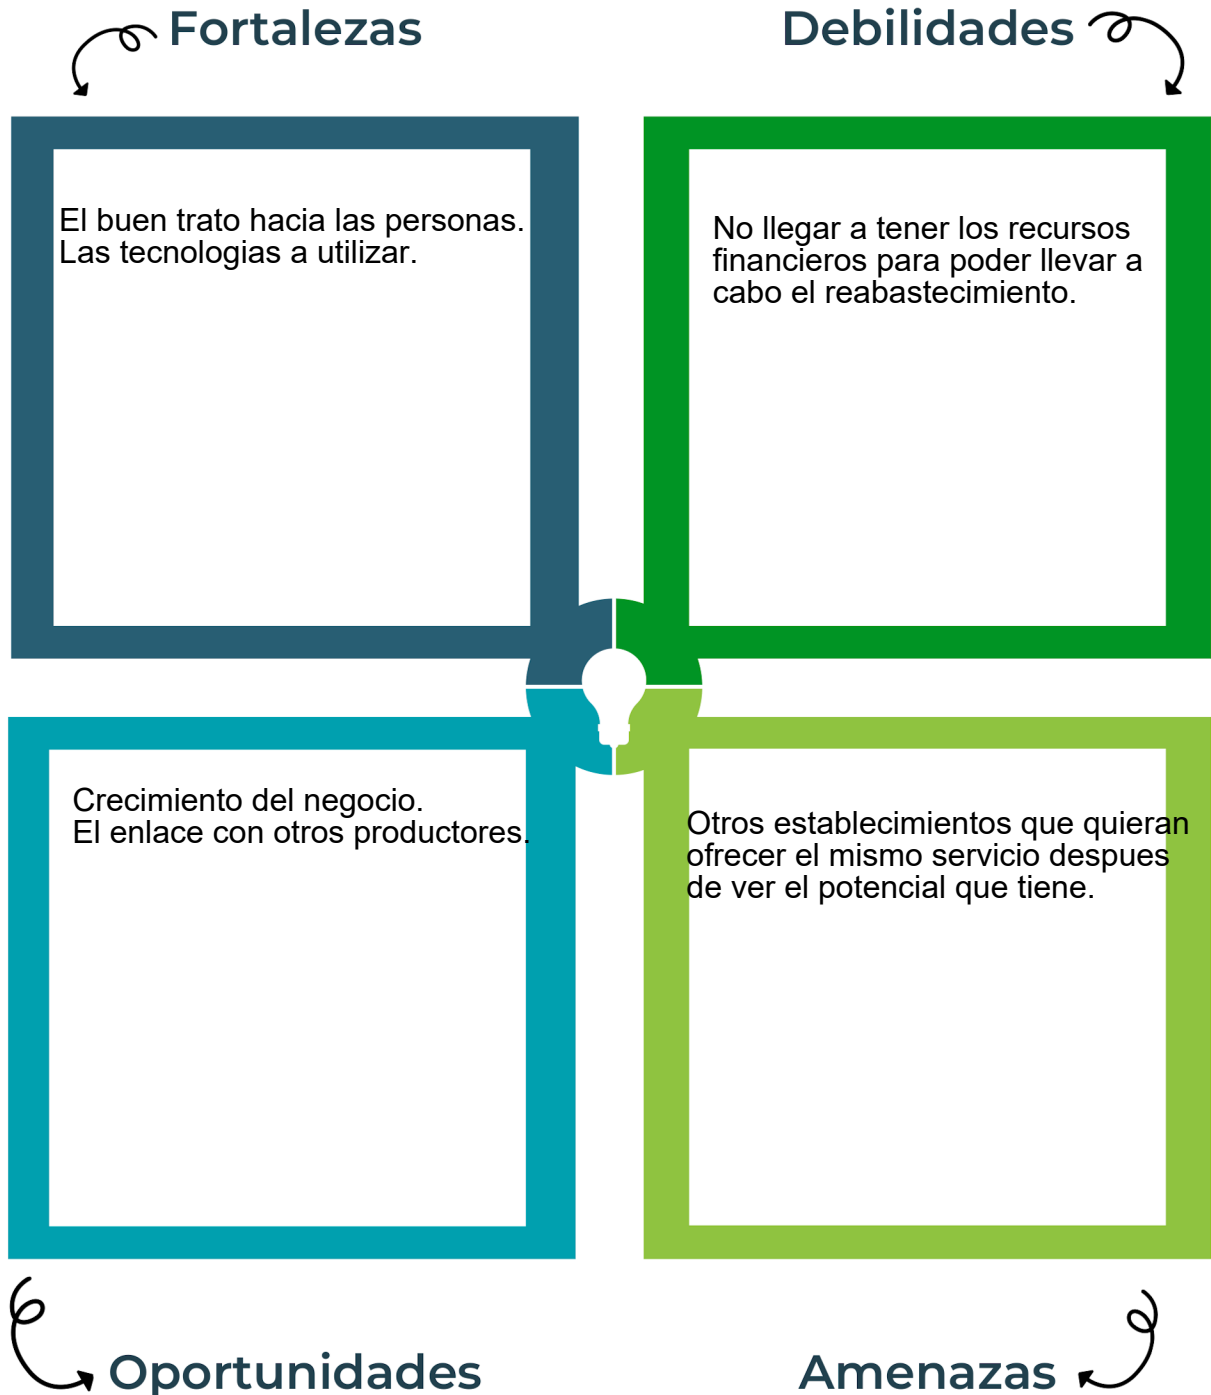 Fortalezas
El buen trato hacia las personas.
Las tecnologias a utilizar.
Debilidades
No llegar a tener los recursos
financieros para poder llevar a
cabo el reabastecimiento.
Crecimiento del negocio.
El enlace con otros productores.
Oportunidades
Otros establecimientos que quieran
ofrecer el mismo servicio despues
de ver el potencial que tiene.
Amenazas